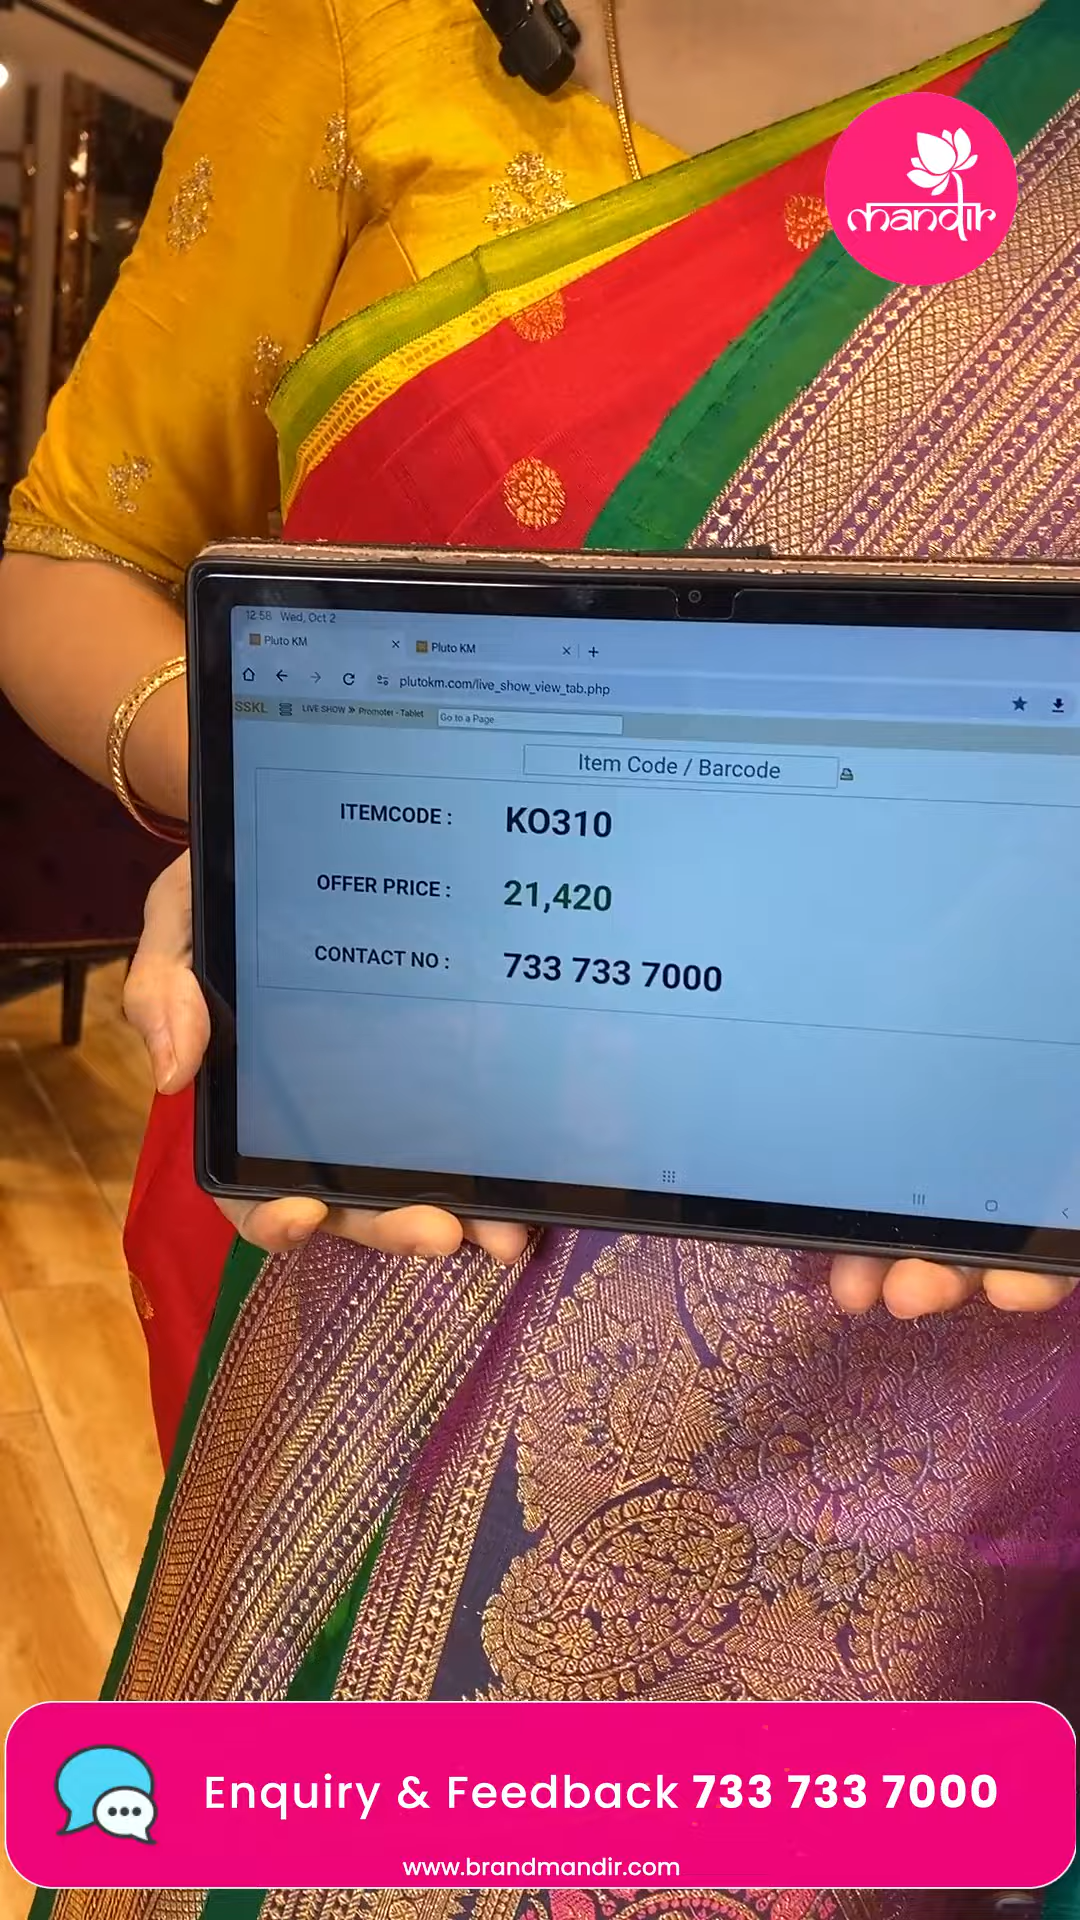 mandir
12:58 Wed, Oct 2
Pluto KM
Pluto KM
plutokm.com/live_show_view_tab.php
SSKL LIVE SHOW » Promoter - Tablet Go to a Page
Item Code / Barcode
ITEMCODE : KO310
OFFER PRICE : 21,420
CONTACT NO : 733 733 7000
Enquiry & Feedback 733 733 7000
www.brandmandir.com